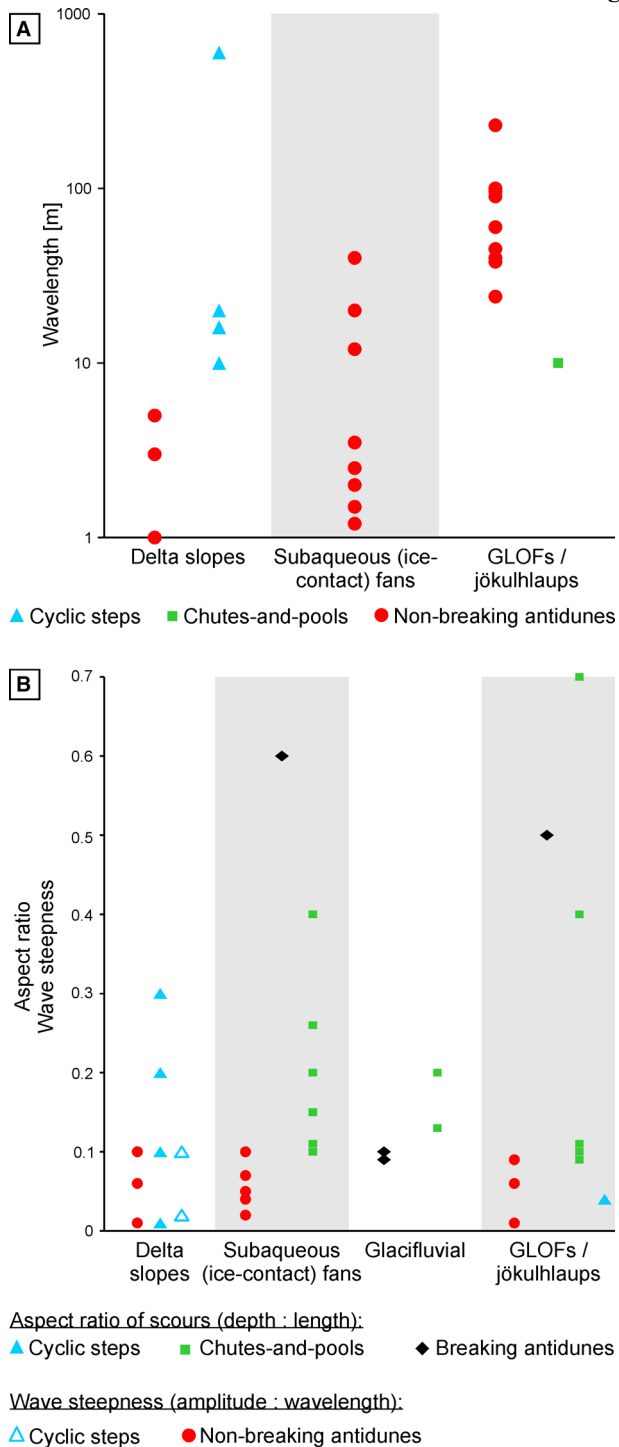 g
A
1000
100
10
1
Wavelength [m]
Delta slopes
Subaqueous (ice-
contact) fans
GLOFs /
jökulhlaups
Cyclic steps
Chutes-and-pools
Non-breaking antidunes
B
0.7
0.6
0.5
0.4
0.3
0.2
0.1
0
Aspect ratio
Wave steepness
Delta
slopes
Subaqueous
(ice-contact) fans
Glacifluvial
GLOFs /
jökulhlaups
Aspect ratio of scours (depth : length):
Cyclic steps
Chutes-and-pools
Breaking antidunes
Wave steepness (amplitude : wavelength):
Cyclic steps
Non-breaking antidunes